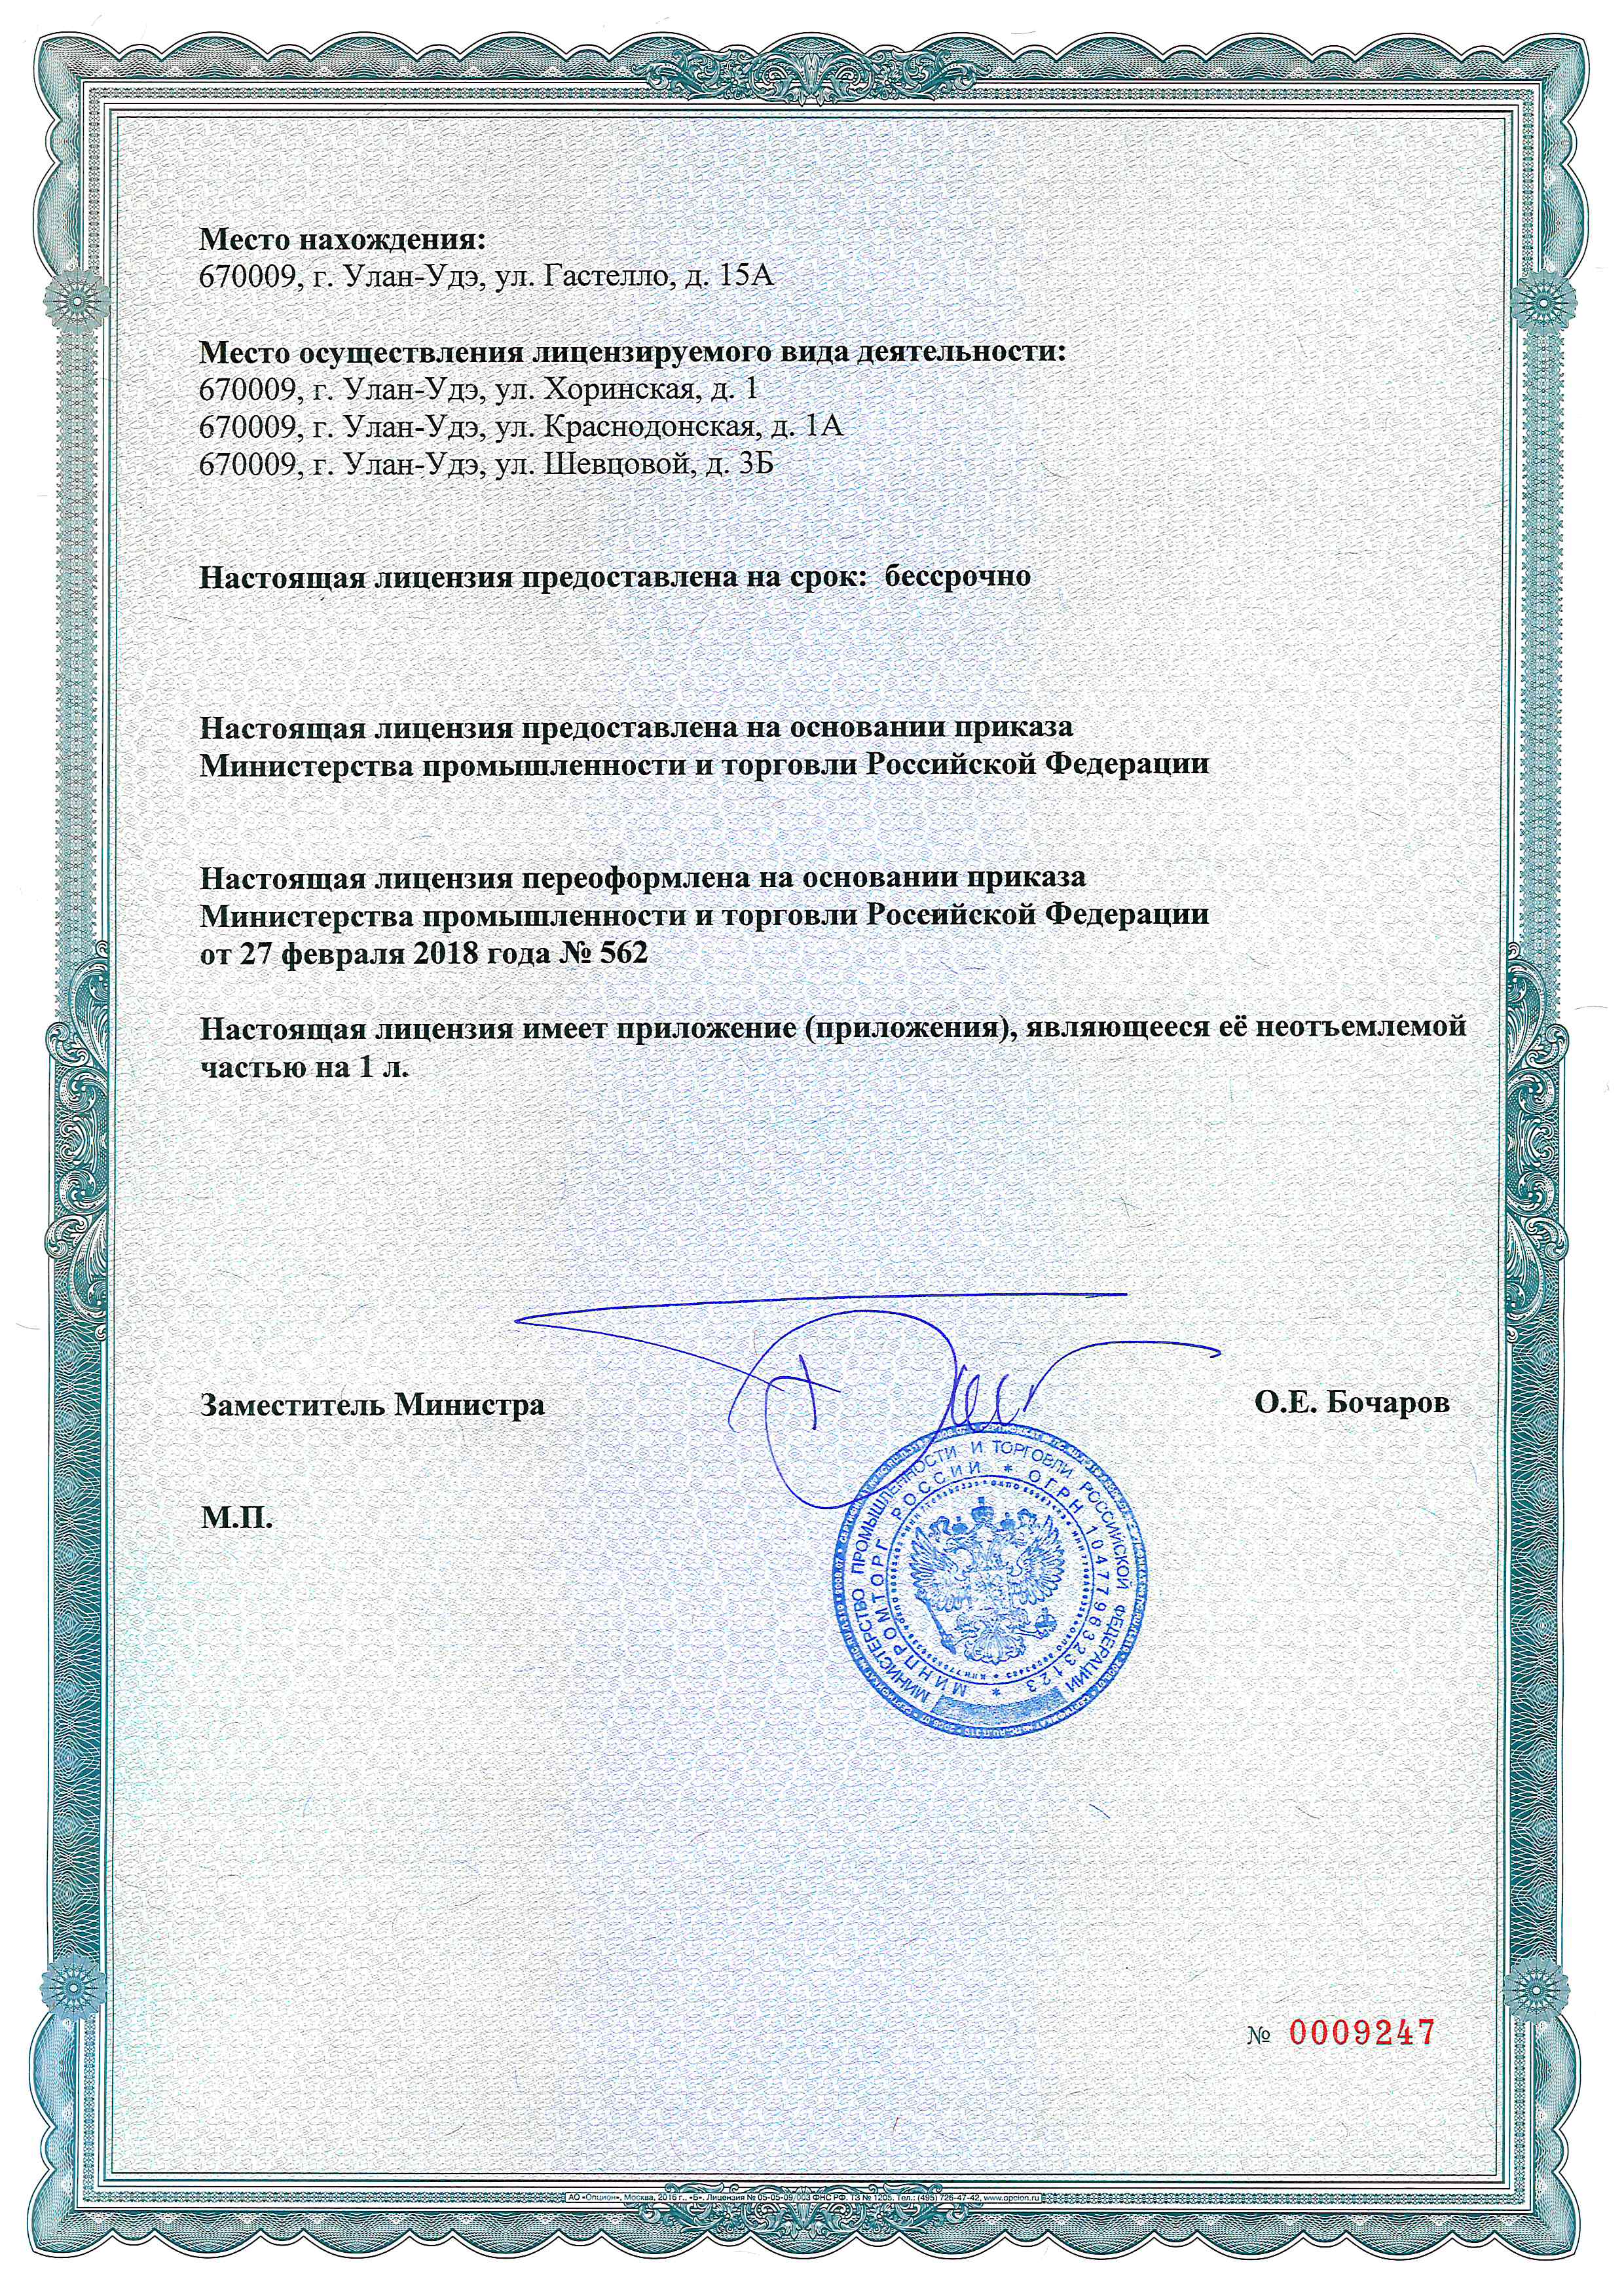 Место нахождения:
670009, г. Улан-Удэ, ул. Гастелло, д. 15А
Место осуществления лицензируемого вида деятельности:
670009, г. Улан-Удэ, ул. Хоринская, д. 1
670009, г. Улан-Удэ, ул. Краснодонская, д. 1А
670009, г. Улан-Удэ, ул. Шевцовой, д. 3Б
Настоящая лицензия предоставлена на срок: бессрочно
Настоящая лицензия предоставлена на основании приказа
Министерства промышленности и торговли Российской Федерации
Настоящая лицензия переоформлена на основании приказа
Министерства промышленности и торговли Российской Федерации
от 27 февраля 2018 года № 562
Настоящая лицензия имеет приложение (приложения), являющееся её неотъемлемой
частью на 1 л.
Заместитель Министра
О.Е. Бочаров
М.П.
МИНИСТЕРСТВО ПРОМЫШЛЕННОСТИ И ТОРГОВЛИ РОССИЙСКОЙ ФЕДЕРАЦИИ
* МИНПРОМТОРГ РОССИИ * ОГРН 1047796323123
№ 0009247
АО «Опцион», Москва, 2016 г., «Б». Лицензия № 05-05-09/003 ФНС РФ. ТЗ № 1205. Тел.: (495) 726-47-42, www.opcion.ru